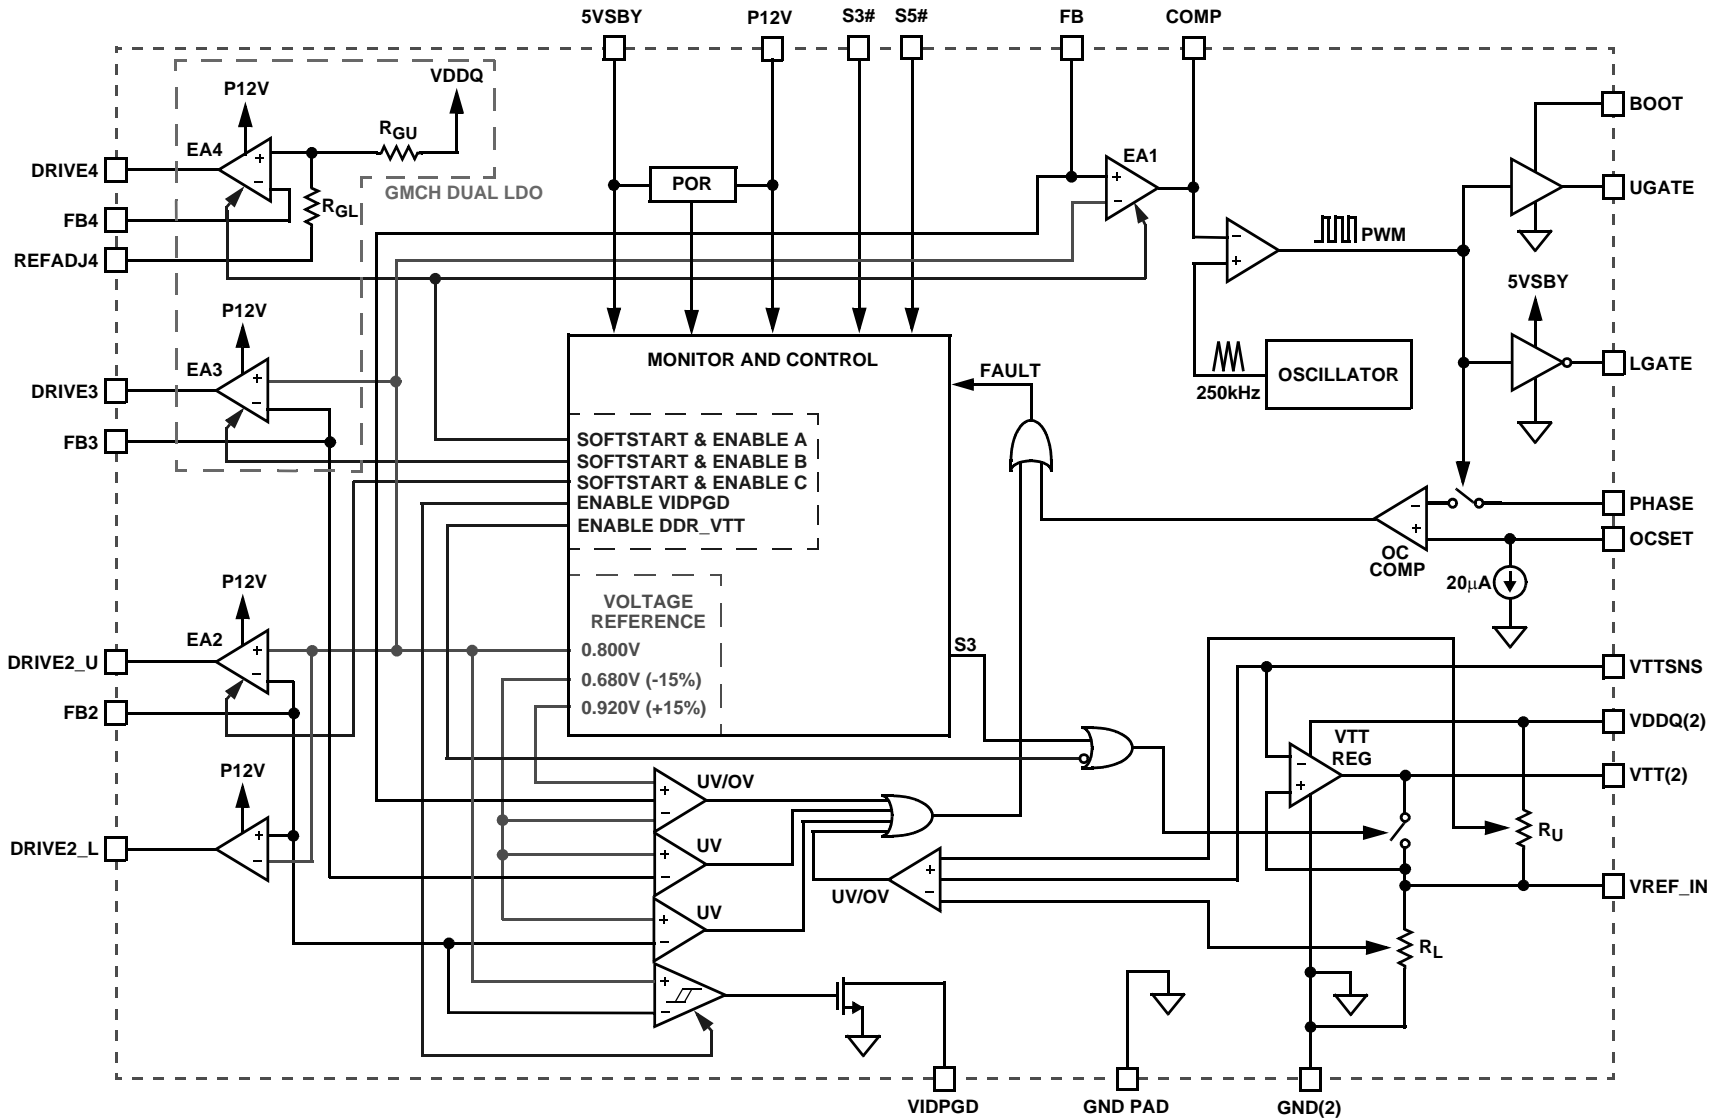 5VSBY
P12V
S3#
S5#
FB
COMP
P12V
VDDQ
BOOT
RGU
EA4
EA1
DRIVE4
POR
UGATE
GMCH DUAL LDO
RGL
FB4
PWM
REFADJ4
5VSBY
P12V
MONITOR AND CONTROL
EA3
FAULT
OSCILLATOR
LGATE
DRIVE3
250kHz
FB3
SOFTSTART & ENABLE A
SOFTSTART & ENABLE B
SOFTSTART & ENABLE C
ENABLE VIDPGD
ENABLE DDR_VTT
PHASE
OCSET
OC
COMP
20µA
P12V
VOLTAGE
REFERENCE
EA2
0.800V
S3
DRIVE2_U
VTTSNS
0.680V (-15%)
0.920V (+15%)
FB2
VDDQ(2)
VTT
REG
P12V
UV/OV
VTT(2)
RU
UV
DRIVE2_L
UV/OV
VREF_IN
UV
RL
VIDPGD
GND PAD
GND(2)